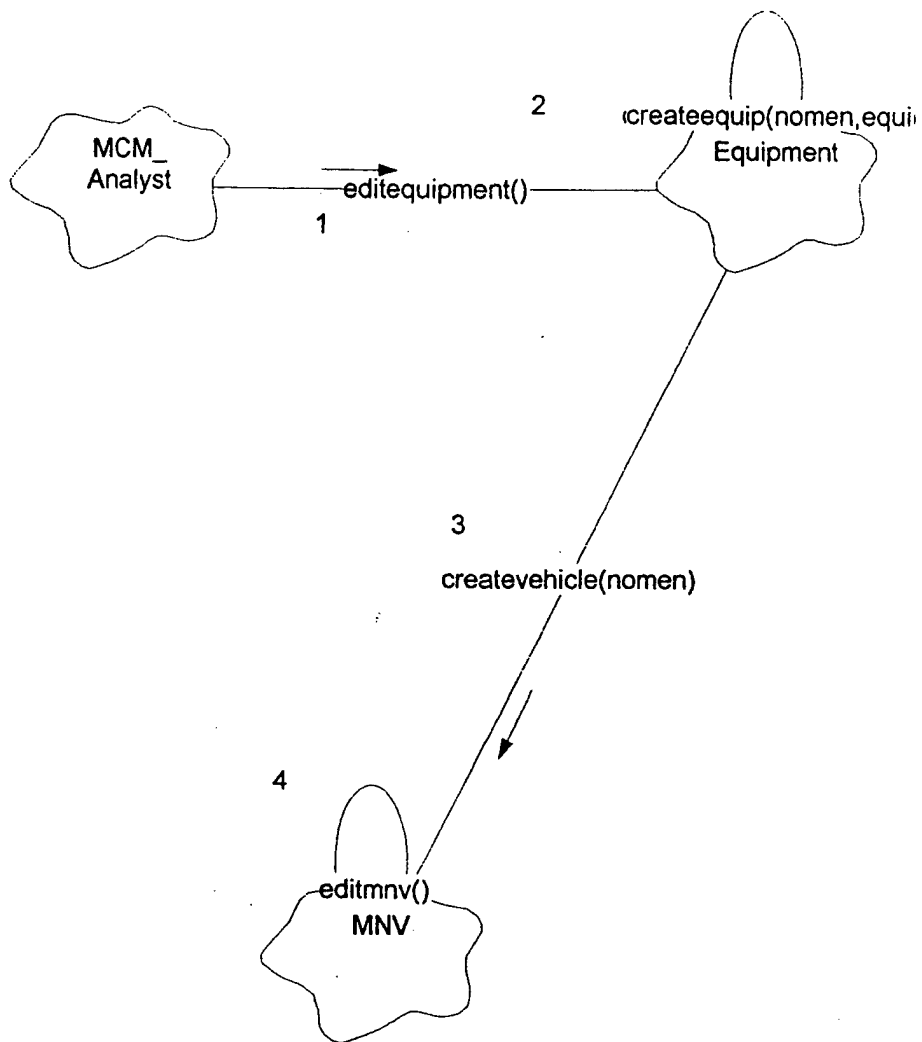 2
createequip(nomen,equi
Equipment
MCM_
Analyst
editequipment()
1
3
createvehicle(nomen)
4
editmnv()
MNV